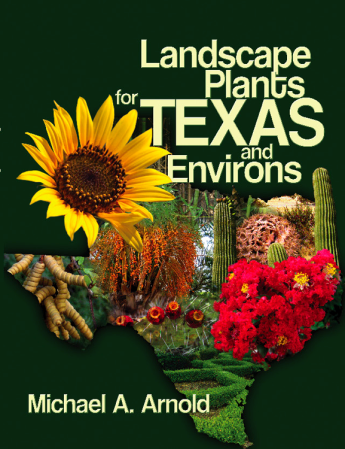 Landscape
Plants
for TEXAS
and
Environs
Michael A. Arnold